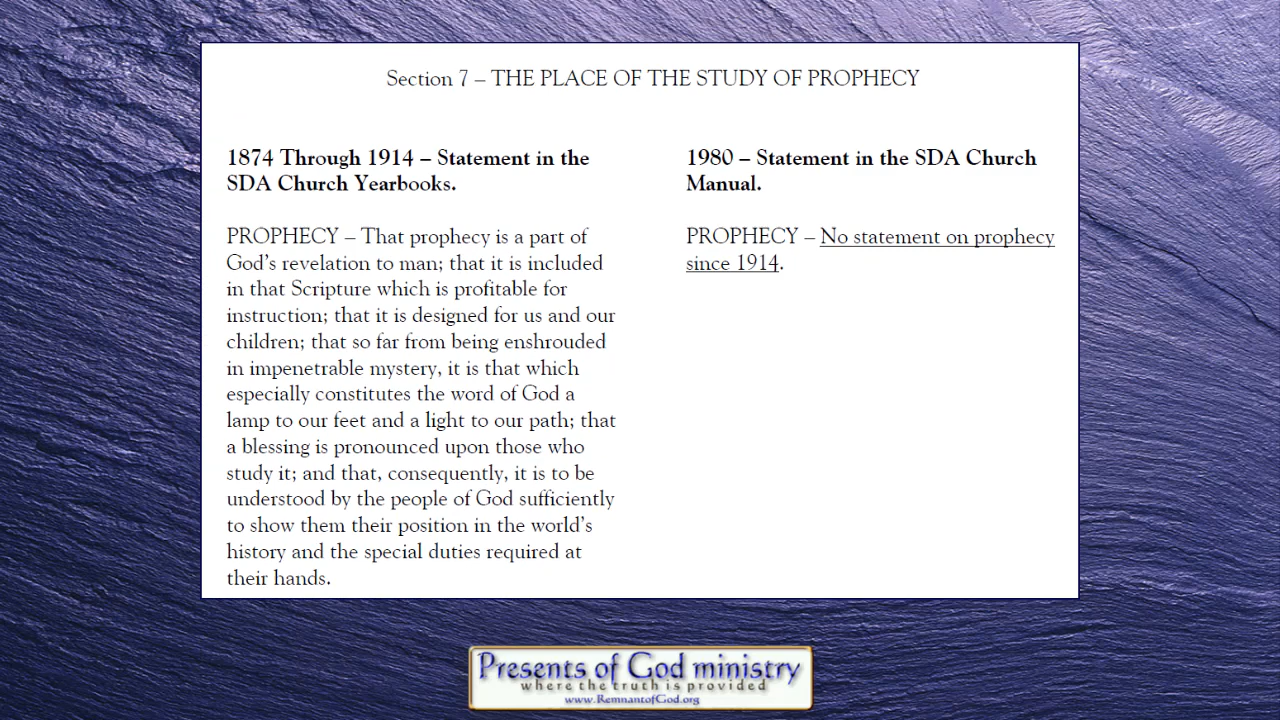 Section 7 – THE PLACE OF THE STUDY OF PROPHECY
1874 Through 1914 – Statement in the
SDA Church Yearbooks.
PROPHECY – That prophecy is a part of
God's revelation to man; that it is included
in that Scripture which is profitable for
instruction; that it is designed for us and our
children; that so far from being enshrouded
in impenetrable mystery, it is that which
especially constitutes the word of God a
lamp to our feet and a light to our path; that
a blessing is pronounced upon those who
study it; and that, consequently, it is to be
understood by the people of God sufficiently
to show them their position in the world's
history and the special duties required at
their hands.
1980 – Statement in the SDA Church
Manual.
PROPHECY – No statement on prophecy
since 1914.
Presents of God ministry
where the truth is provided
www.RemnantofGod.org